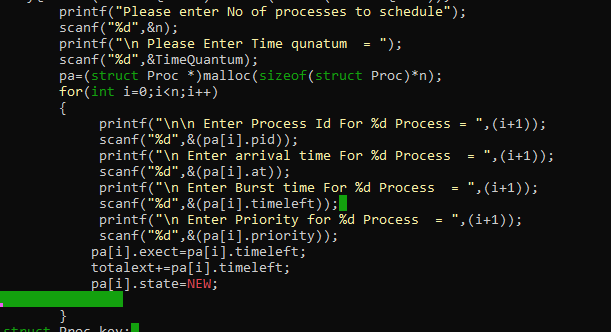 printf("Please enter No of processes to schedule");
scanf("%d",&n);
printf("\n Please Enter Time qunatum  = ");
scanf("%d",&TimeQuantum);
pa=(struct Proc *)malloc(sizeof(struct Proc)*n);
for(int i=0;i<n;i++)
{
printf("\n\n Enter Process Id For %d Process = ",(i+1));
scanf("%d",&(pa[i].pid));
printf("\n Enter arrival time For %d Process  = ",(i+1));
scanf("%d",&(pa[i].at));
printf("\n Enter Burst time For %d Process  = ",(i+1));
scanf("%d",&(pa[i].timeleft));
printf("\n Enter Priority for %d Process  = ",(i+1));
scanf("%d",&(pa[i].priority));
pa[i].exect=pa[i].timeleft;
totalext+=pa[i].timeleft;
pa[i].state=NEW;
}
struct Proc key;